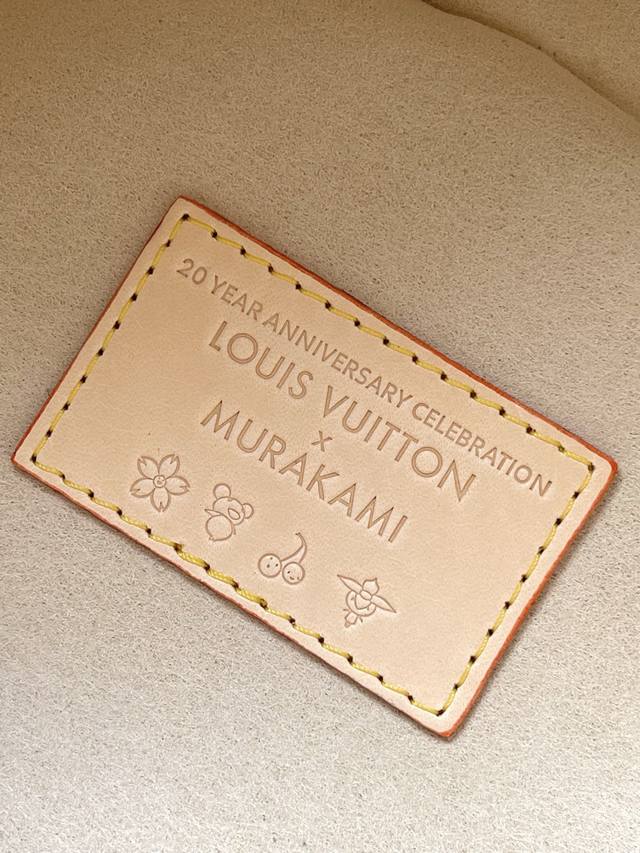 20 YEAR ANNIVERSARY CELEBRATION
LOUIS VUITTON
×
MURAKAMI